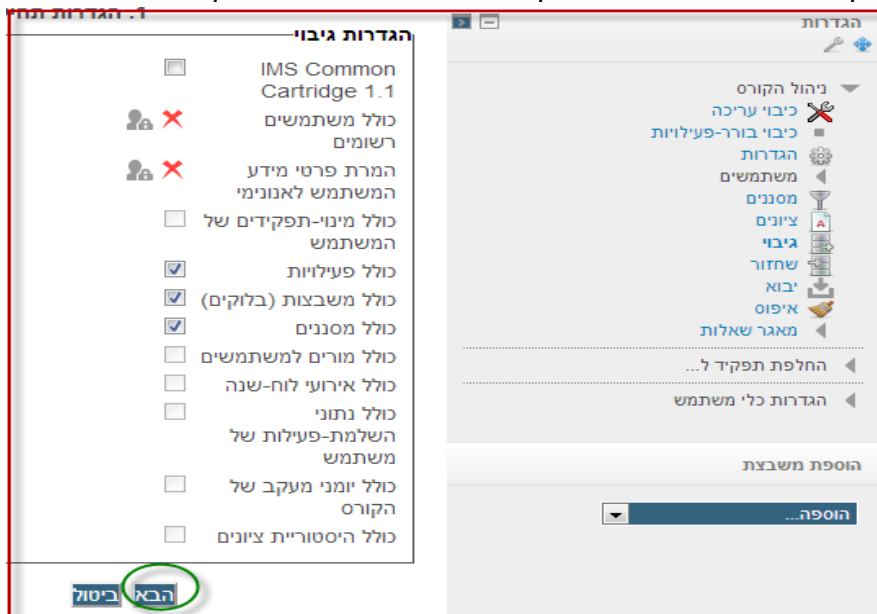 הגדרות
ניהול הקורס
כיבוי עריכה
כיבוי בורר-פעילויות
הגדרות
משתמשים
מסננים
ציונים
גיבוי
שחזור
יבוא
איפוס
מאגר שאלות
החלפת תפקיד ל...
הגדרות כלי משתמש
הוספת משבצת
הוספה...
1. הגדרות
הגדרות גיבוי
IMS Common
Cartridge 1.1
כולל משתמשים
רשומים
המרת פרטי מידע
המשתמש לאנונימי
כולל מינוי-תפקידים של
המשתמש
כולל פעילויות
כולל משבצות (בלוקים)
כולל מסננים
כולל מורים למשתמשים
כולל אירועי לוח-שנה
כולל נתוני
השלמת-פעילות של
משתמש
כולל יומני מעקב של
הקורס
כולל היסטוריית ציונים
הבא ביטול